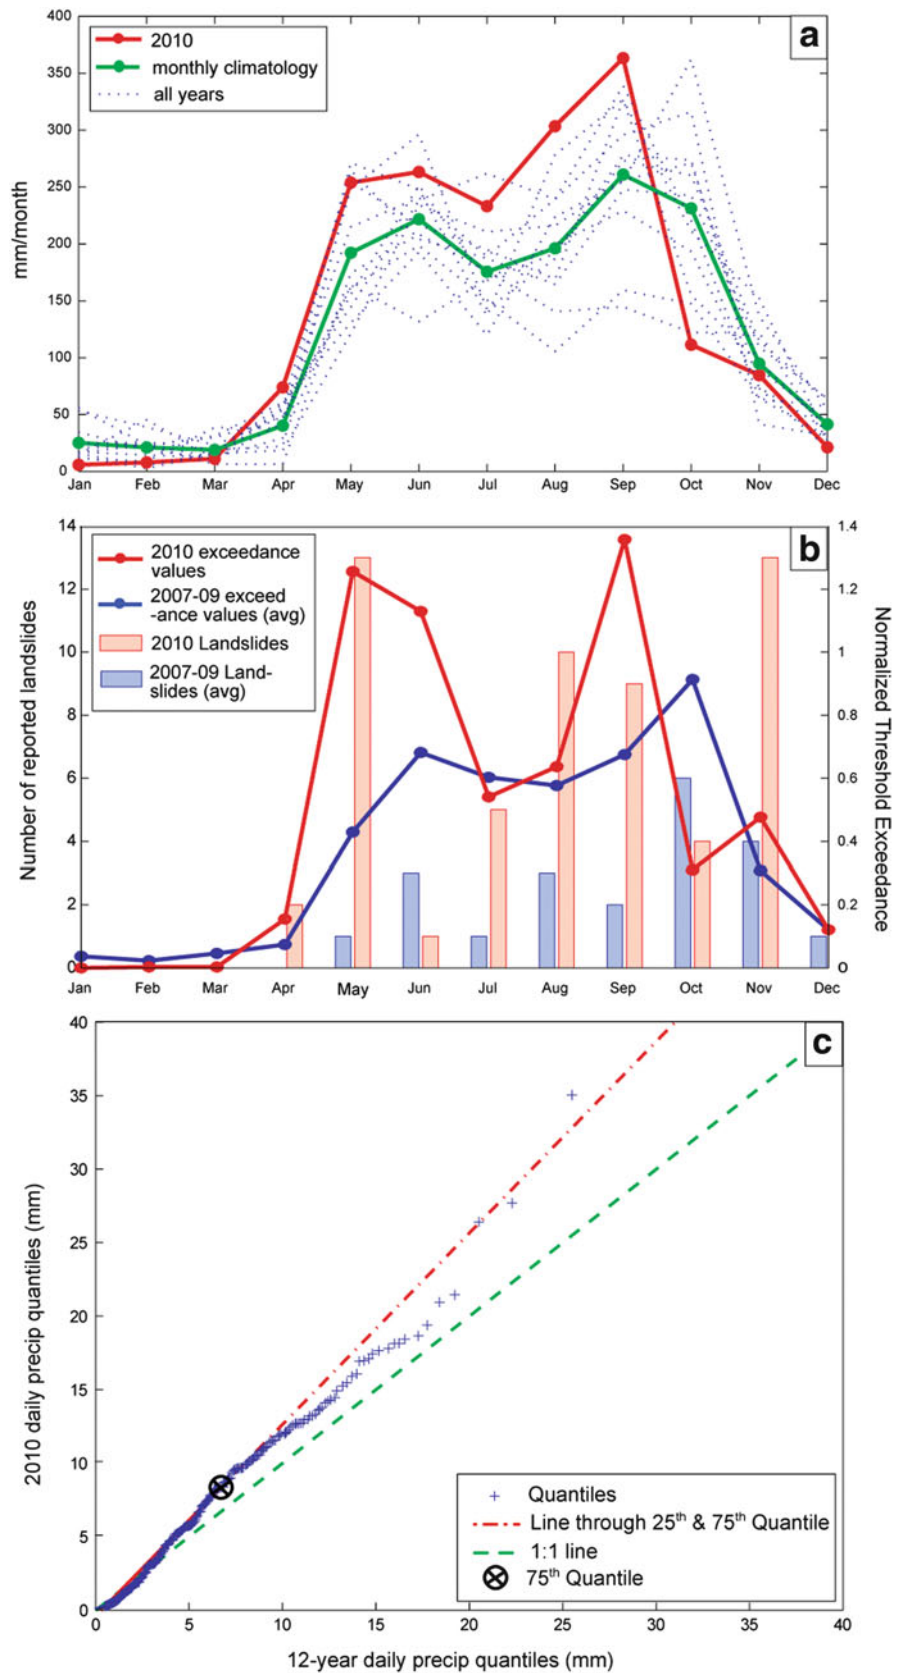 400
350
300
250
200
150
100
50
0
mm/month
2010
monthly climatology
all years
a
Jan Feb Mar Apr May Jun Jul Aug Sep Oct Nov Dec
14
12
10
8
6
4
2
0
Number of reported landslides
2010 exceedance
values
2007-09 exceed
-ance values (avg)
2010 Landslides
2007-09 Land-
slides (avg)
b
1.4
1.2
1
0.8
0.6
0.4
0.2
0
Normalized Threshold Exceedance
Jan Feb Mar Apr May Jun Jul Aug Sep Oct Nov Dec
40
35
30
25
20
15
10
5
0
2010 daily precip quantiles (mm)
c
Quantiles
Line through 25th & 75th Quantile
1:1 line
75th Quantile
0 5 10 15 20 25 30 35 40
12-year daily precip quantiles (mm)